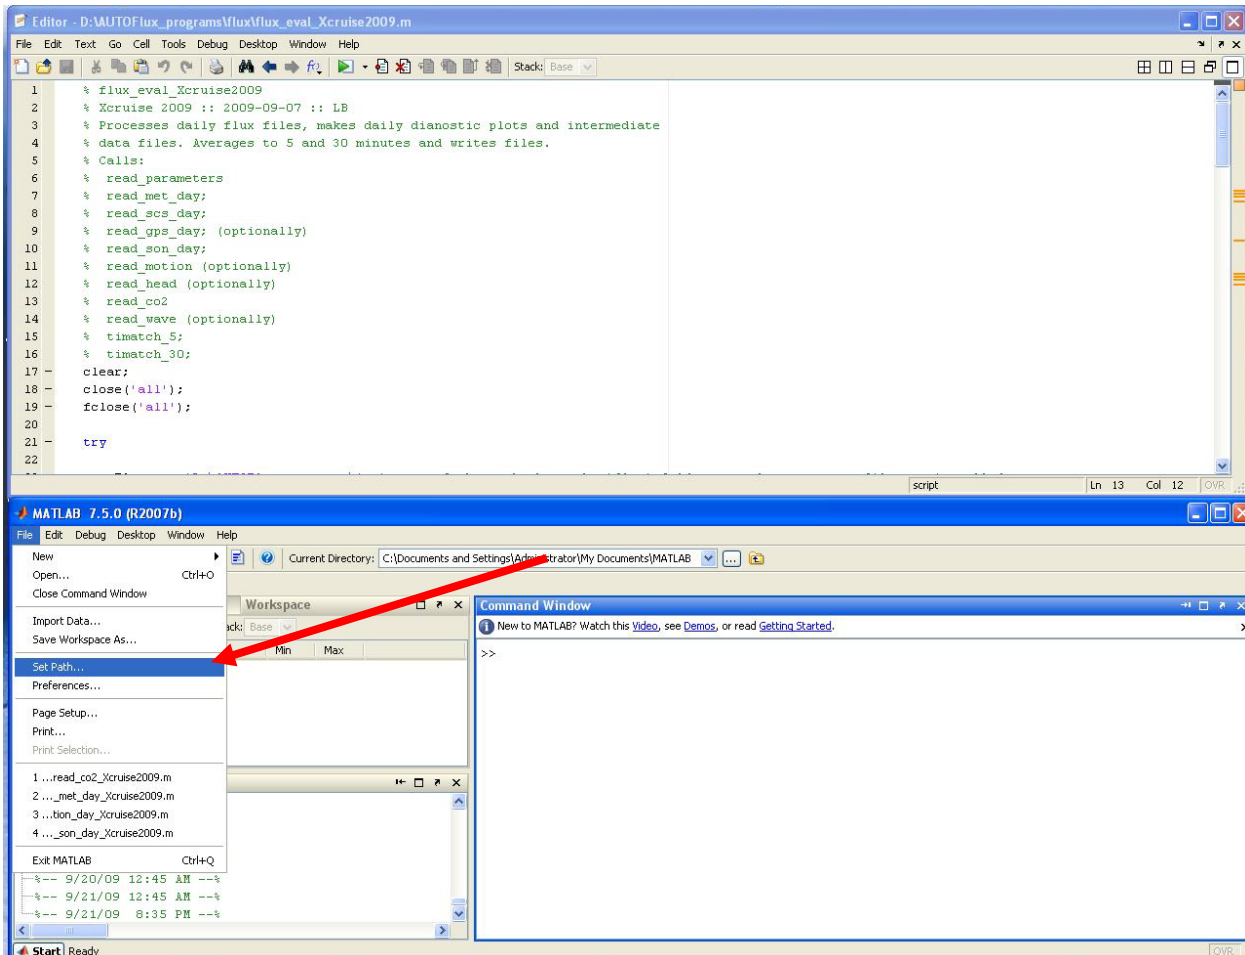 Editor - D:\AUTOFlux_programs\flux\flux_eval_Xcruise2009.m
File Edit Text Go Cell Tools Debug Desktop Window Help
Stack: Base
1 % flux_eval_Xcruise2009
2 % Xcruise 2009 :: 2009-09-07 :: LB
3 % Processes daily flux files, makes daily dianostic plots and intermediate
4 % data files. Averages to 5 and 30 minutes and writes files.
5 % Calls:
6 % read_parameters
7 % read_met_day;
8 % read_scs_day;
9 % read_gps_day; (optionally)
10 % read_son_day;
11 % read_motion (optionally)
12 % read_head (optionally)
13 % read_co2
14 % read_wave (optionally)
15 % timatch_5;
16 % timatch_30;
17 - clear;
18 - close('all');
19 - fclose('all');
20
21 - try
22
script Ln 13 Col 12 OVR
MATLAB 7.5.0 (R2007b)
File Edit Debug Desktop Window Help
New
Current Directory: C:\Documents and Settings\Administrator\My Documents\MATLAB
Open... Ctrl+O
Close Command Window
Workspace
Command Window
Import Data...
Base
New to MATLAB? Watch this Video, see Demos, or read Getting Started.
Save Workspace As...
Min Max
>>
Set Path...
Preferences...
Page Setup...
Print...
Print Selection...
1 ...read_co2_Xcruise2009.m
2 ..._met_day_Xcruise2009.m
3 ...tion_day_Xcruise2009.m
4 ..._son_day_Xcruise2009.m
Exit MATLAB Ctrl+Q
%-- 9/20/09 12:45 AM --%
%-- 9/21/09 12:45 AM --%
%-- 9/21/09 8:35 PM --%
Start Ready
OVR